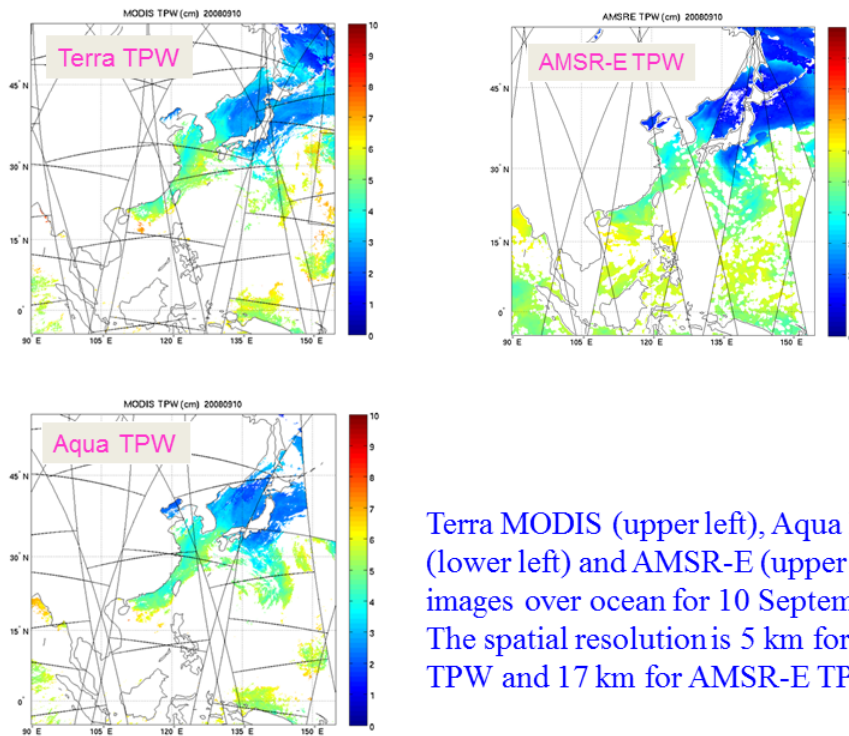 MODIS TPW (cm) 20080910
Terra TPW
45° N
30° N
15° N
0°
90 E 105 E 120 E 135 E 150 E
10
9
8
7
6
5
4
3
2
1
0
AMSRE TPW (cm) 20080910
AMSR-E TPW
45° N
30° N
15° N
0°
90 E 105 E 120 E 135 E 150 E
MODIS TPW (cm) 20080910
Aqua TPW
45° N
30° N
15° N
0°
90 E 105 E 120 E 135 E 150 E
10
9
8
7
6
5
4
3
2
1
0
Terra MODIS (upper left), Aqua
(lower left) and AMSR-E (upper
images over ocean for 10 Septem
The spatial resolution is 5 km for
TPW and 17 km for AMSR-E TP